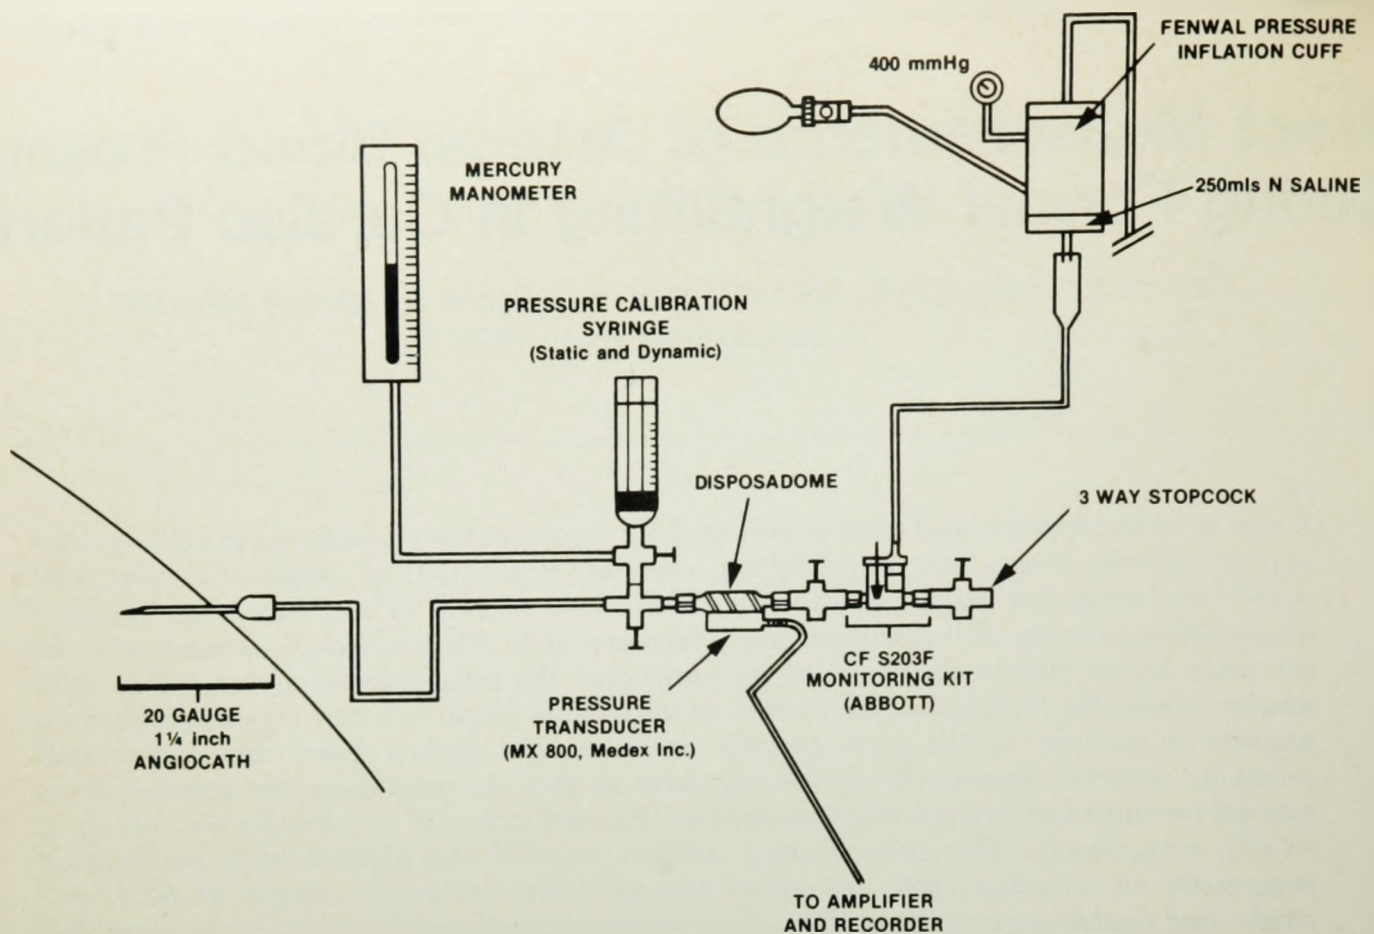 FENWAL PRESSURE
INFLATION CUFF
400 mmHg
MERCURY
MANOMETER
250mls N SALINE
PRESSURE CALIBRATION
SYRINGE
(Static and Dynamic)
DISPOSADOME
3 WAY STOPCOCK
CF S203F
MONITORING KIT
(ABBOTT)
20 GAUGE
1¼ inch
ANGIOCATH
PRESSURE
TRANSDUCER
(MX 800, Medex Inc.)
TO AMPLIFIER
AND RECORDER